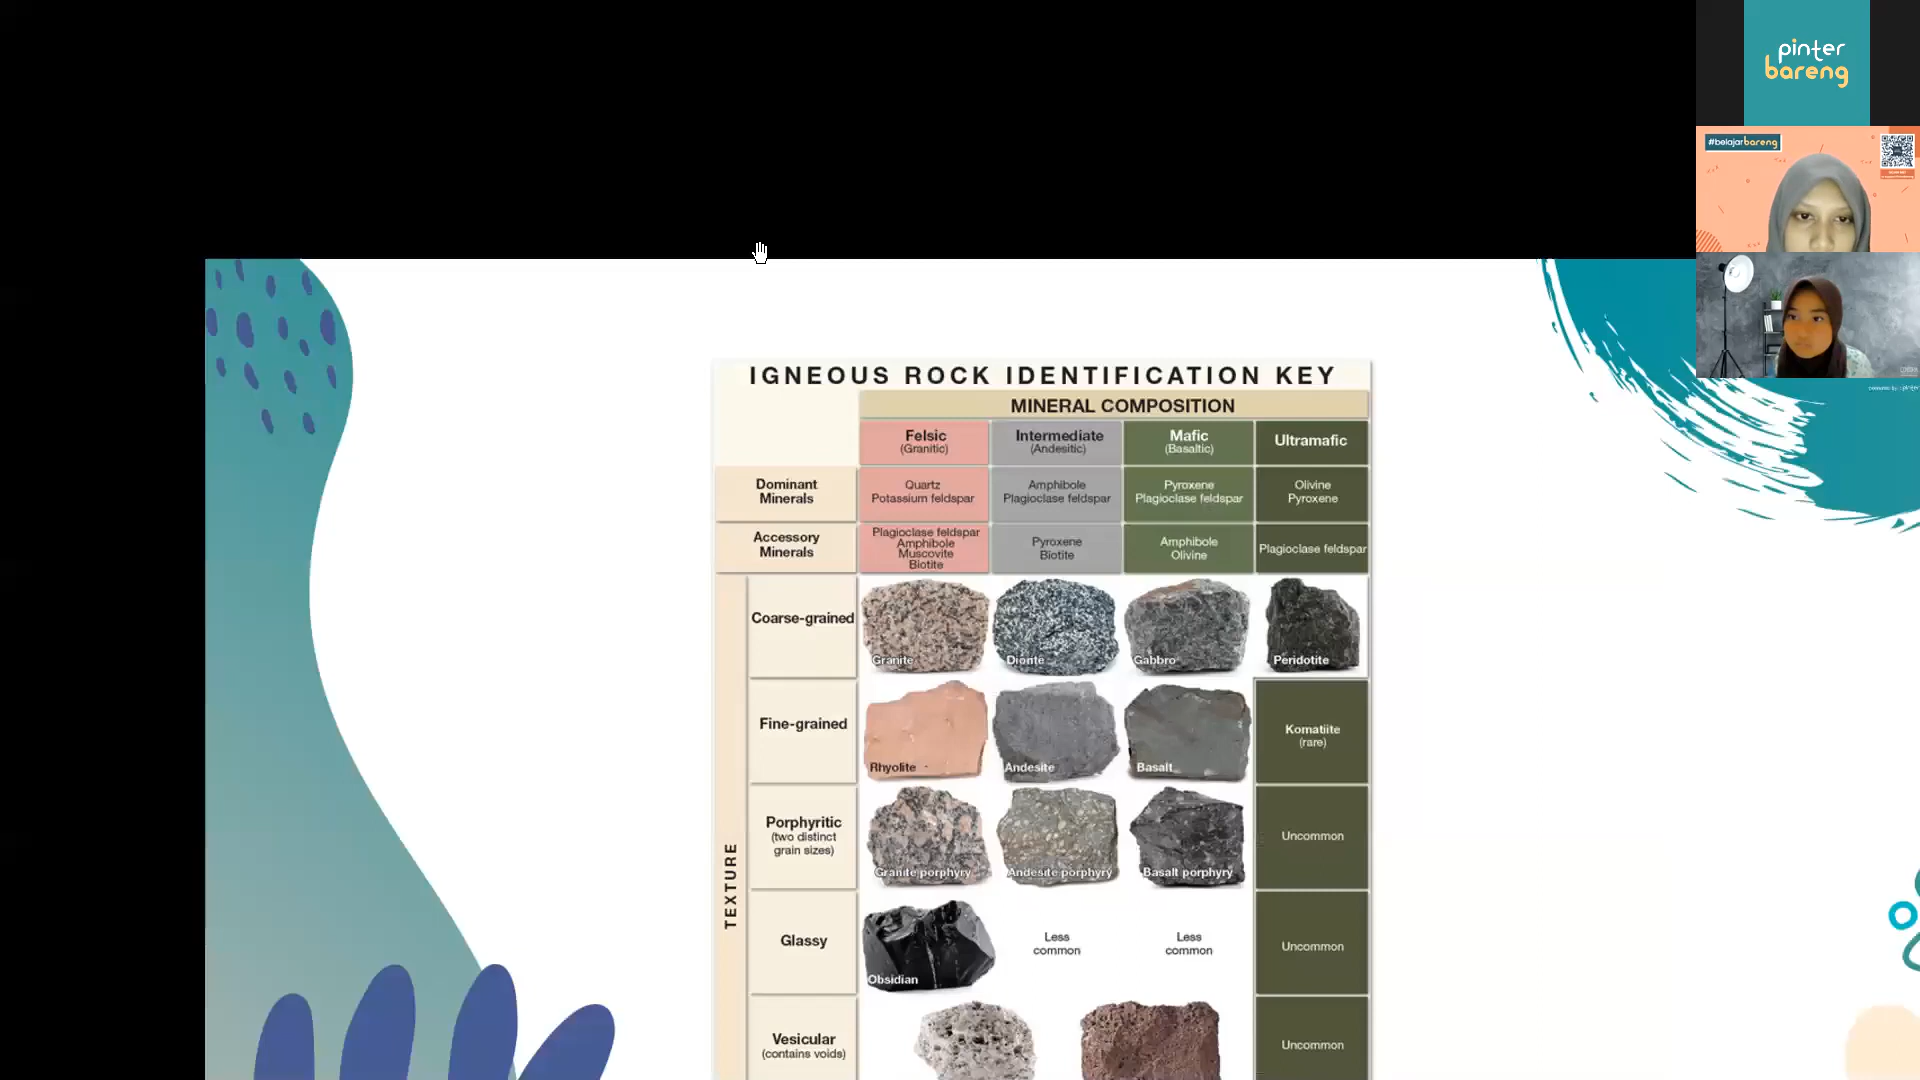 pinter
bareng
#belajarbareng
IGNEOUS ROCK IDENTIFICATION KEY
MINERAL COMPOSITION
Felsic
(Granitic)
Intermediate
(Andesitic)
Mafic
(Basaltic)
Ultramafic
Dominant
Minerals
Quartz
Potassium feldspar
Amphibole
Plagioclase feldspar
Pyroxene
Plagioclase feldspar
Olivine
Pyroxene
Accessory
Minerals
Plagioclase feldspar
Amphibole
Muscovite
Biotite
Pyroxene
Biotite
Amphibole
Olivine
Plagioclase feldspar
TEXTURE
Coarse-grained
Granite
Diorite
Gabbro
Peridotite
Fine-grained
Rhyolite
Andesite
Basalt
Komatiite
(rare)
Porphyritic
(two distinct
grain sizes)
Granite porphyry
Andesite porphyry
Basalt porphyry
Uncommon
Glassy
Obsidian
Less
common
Less
common
Uncommon
Vesicular
(contains voids)
Uncommon